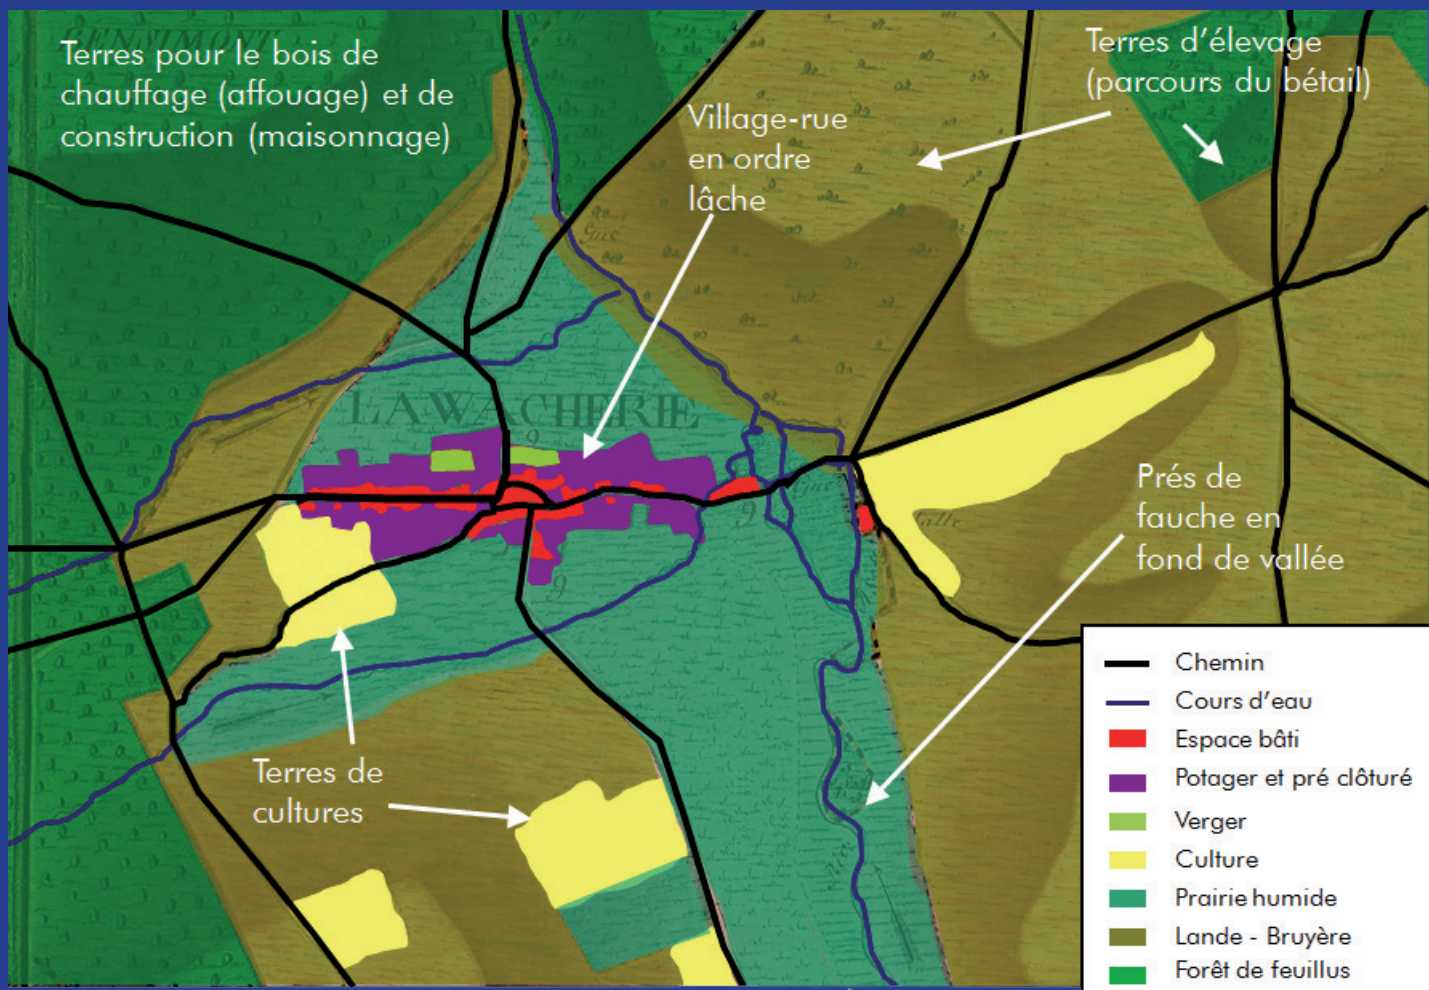 Terres pour le bois de
chauffage (affouage) et de
construction (maisonnage)
Village-rue
en ordre
lâche
Terres d'élevage
(parcours du bétail)
LAWACHERIE
Prés de
fauche en
fond de vallée
Terres de
cultures
Chemin
Cours d'eau
Espace bâti
Potager et pré clôturé
Verger
Culture
Prairie humide
Lande - Bruyère
Forêt de feuillus